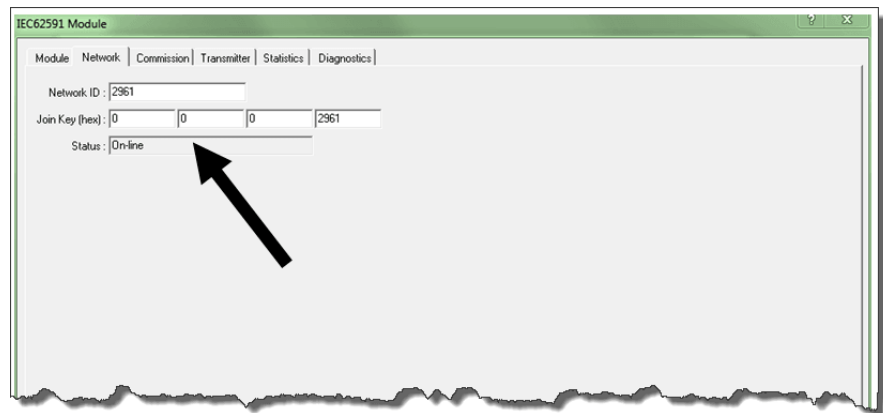 IEC62591 Module ? x
Module Network Commission Transmitter Statistics Diagnostics
Network ID : 2961
Join Key (hex) : 0 0 0 2961
Status : On-line